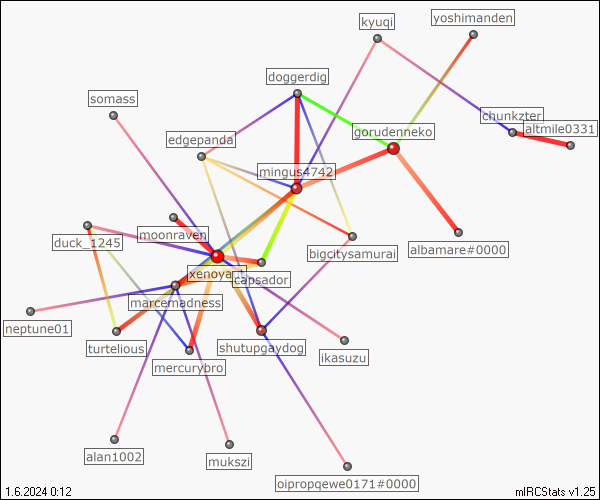 yoshimanden
kyuqi
doggerdig
somass
chunkzter
altmile0331
gorudenneko
edgepanda
mingus4742
moonraven
duck_1245
albamare#0000
bigcitysamurai
capsador
marcemadness
neptune01
turtelious
shutupgaydog
ikasuzu
mercurybro
alan1002
mukszi
oipropqewe0171#0000
1.6.2024 0:12
mIRCStats v1.25